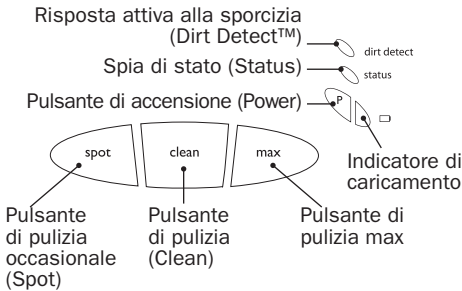 Risposta attiva alla sporcizia
(Dirt Detect™)
dirt detect
Spia di stato (Status)
status
Pulsante di accensione (Power)
P
spot
clean
max
Indicatore di
caricamento
Pulsante
di pulizia
occasionale
(Spot)
Pulsante
di pulizia
(Clean)
Pulsante di
pulizia max